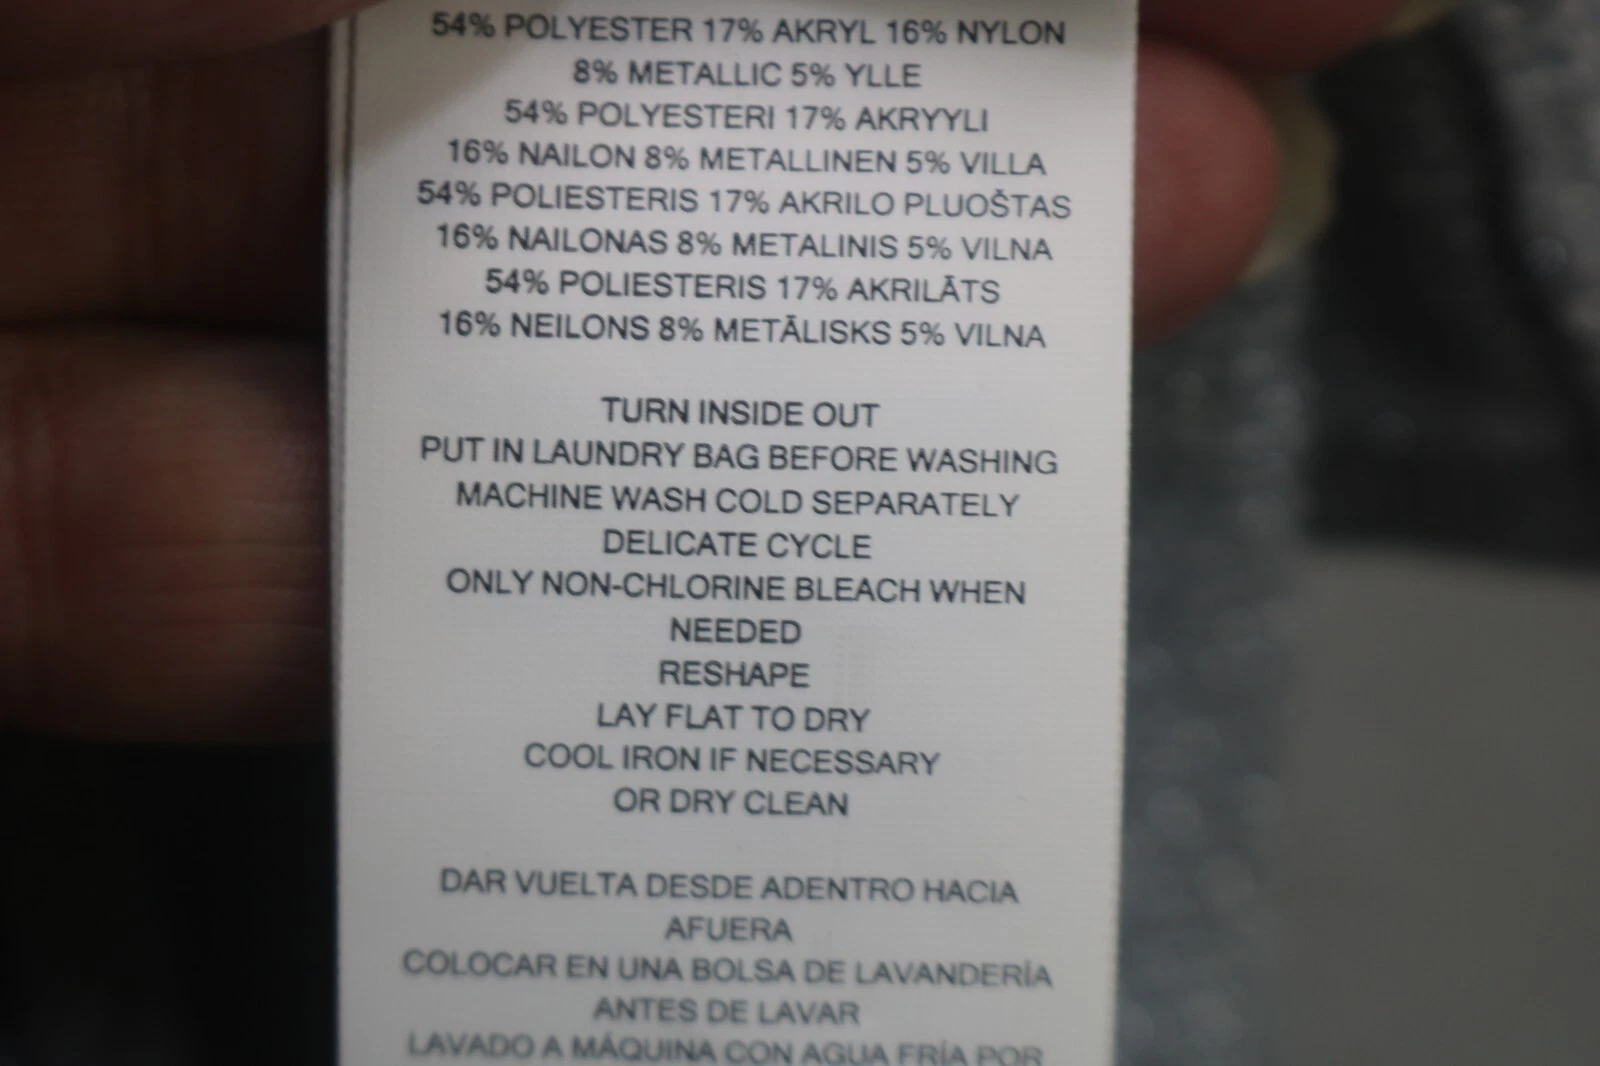 54% POLYESTER 17% AKRYL 16% NYLON
8% METALLIC 5% YLLE
54% POLYESTERI 17% AKRYYLI
16% NAILON 8% METALLINEN 5% VILLA
54% POLIESTERIS 17% AKRILO PLUOŠTAS
16% NAILONAS 8% METALINIS 5% VILNA
54% POLIESTERIS 17% AKRILĀTS
16% NEILONS 8% METĀLISKS 5% VILNA
TURN INSIDE OUT
PUT IN LAUNDRY BAG BEFORE WASHING
MACHINE WASH COLD SEPARATELY
DELICATE CYCLE
ONLY NON-CHLORINE BLEACH WHEN
NEEDED
RESHAPE
LAY FLAT TO DRY
COOL IRON IF NECESSARY
OR DRY CLEAN
DAR VUELTA DESDE ADENTRO HACIA
AFUERA
COLOCAR EN UNA BOLSA DE LAVANDERÍA
ANTES DE LAVAR
LAVADO A MÁQUINA CON AGUA FRÍA POR